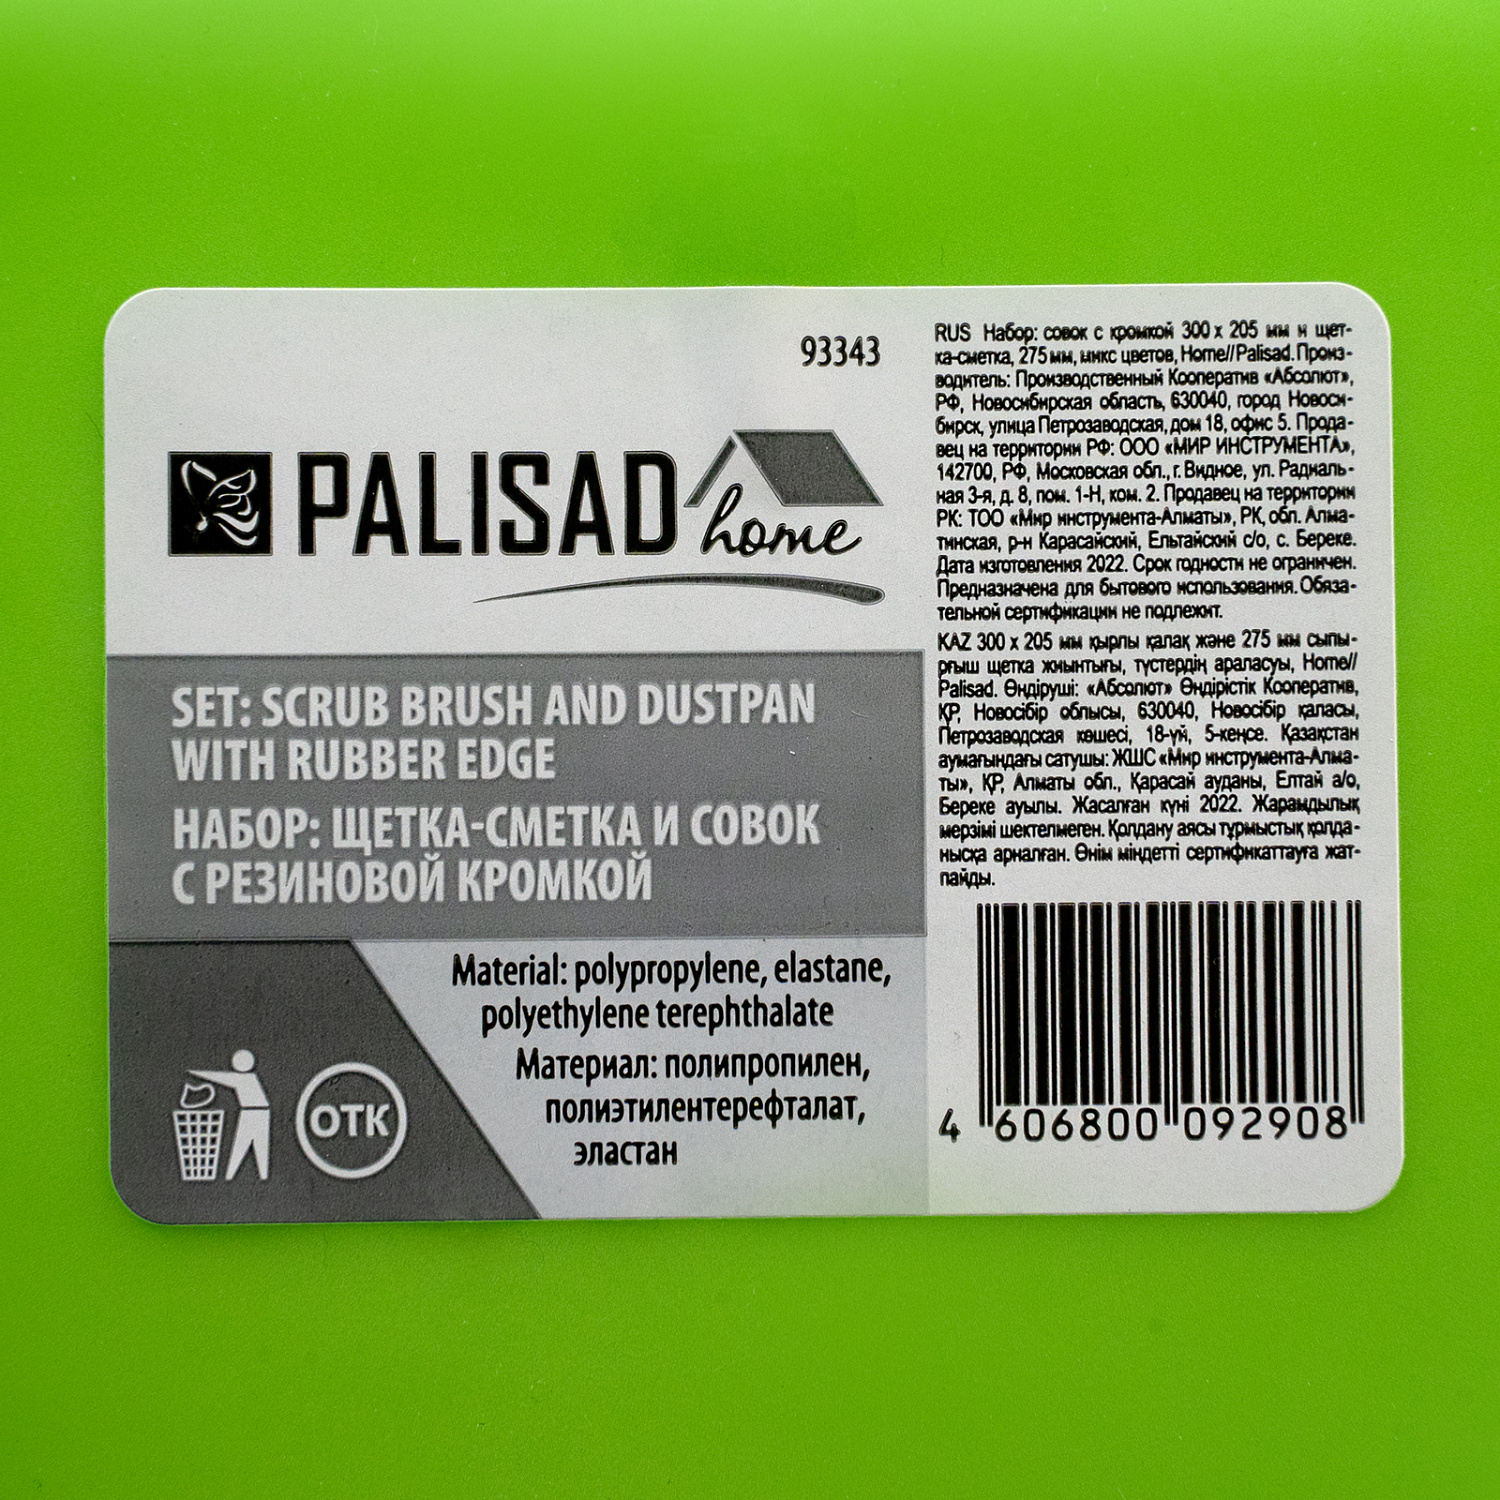 93343
PALISAD home
SET: SCRUB BRUSH AND DUSTPAN
WITH RUBBER EDGE
НАБОР: ЩЕТКА-СМЕТКА И СОВОК
С РЕЗИНОВОЙ КРОМКОЙ
Material: polypropylene, elastane,
polyethylene terephthalate
Материал: полипропилен,
полиэтилентерефталат,
эластан
ОТК
RUS Набор: совок с кромкой 300 x 205 мм и щет-
ка-сметка, 275 мм, микс цветов, Home//Palisad. Произ-
водитель: Производственный Кооператив «Абсолют»,
РФ, Новосибирская область, 630040, город Новоси-
бирск, улица Петрозаводская, дом 18, офис 5. Прода-
вец на территории РФ: ООО «МИР ИНСТРУМЕНТА»,
142700, РФ, Московская обл., г. Видное, ул. Радиаль-
ная 3-я, д. 8, пом. 1-Н, ком. 2. Продавец на территории
РК: ТОО «Мир инструмента-Алматы», РК, обл. Алма-
тинская, р-н Карасайский, Ельтайский с/о, с. Береке.
Дата изготовления 2022. Срок годности не ограничен.
Предназначена для бытового использования. Обяза-
тельной сертификации не подлежит.
KAZ 300 x 205 мм қырлы қалақ және 275 мм сыпы-
рғыш щетка жиынтығы, түстердің араласуы, Home//
Palisad. Өндіруші: «Абсолют» Өндірістік Кооператив,
ҚР, Новосібір облысы, 630040, Новосібір қаласы,
Петрозаводская көшесі, 18-үй, 5-кеңсе. Қазақстан
аумағындағы сатушы: ЖШС «Мир инструмента-Алма-
ты», ҚР, Алматы обл., Қарасай ауданы, Елтай а/о,
Береке ауылы. Жасалған күні 2022. Жарамдылық
мерзімі шектелмеген. Қолдану аясы тұрмыстық қолда-
нысқа арналған. Өнім міндетті сертификаттауға жат-
пайды.
4 606800 092908